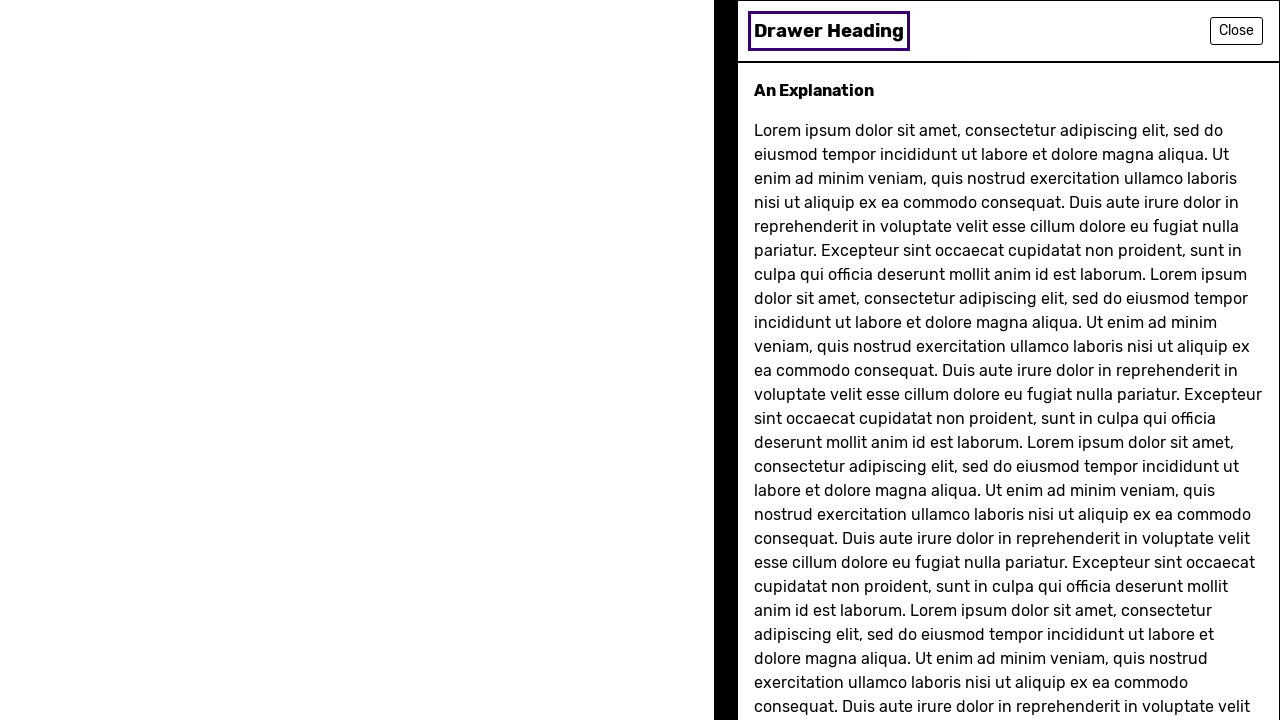 Drawer Heading
Close
An Explanation
Lorem ipsum dolor sit amet, consectetur adipiscing elit, sed do
eiusmod tempor incididunt ut labore et dolore magna aliqua. Ut
enim ad minim veniam, quis nostrud exercitation ullamco laboris
nisi ut aliquip ex ea commodo consequat. Duis aute irure dolor in
reprehenderit in voluptate velit esse cillum dolore eu fugiat nulla
pariatur. Excepteur sint occaecat cupidatat non proident, sunt in
culpa qui officia deserunt mollit anim id est laborum. Lorem ipsum
dolor sit amet, consectetur adipiscing elit, sed do eiusmod tempor
incididunt ut labore et dolore magna aliqua. Ut enim ad minim
veniam, quis nostrud exercitation ullamco laboris nisi ut aliquip ex
ea commodo consequat. Duis aute irure dolor in reprehenderit in
voluptate velit esse cillum dolore eu fugiat nulla pariatur. Excepteur
sint occaecat cupidatat non proident, sunt in culpa qui officia
deserunt mollit anim id est laborum. Lorem ipsum dolor sit amet,
consectetur adipiscing elit, sed do eiusmod tempor incididunt ut
labore et dolore magna aliqua. Ut enim ad minim veniam, quis
nostrud exercitation ullamco laboris nisi ut aliquip ex ea commodo
consequat. Duis aute irure dolor in reprehenderit in voluptate velit
esse cillum dolore eu fugiat nulla pariatur. Excepteur sint occaecat
cupidatat non proident, sunt in culpa qui officia deserunt mollit
anim id est laborum. Lorem ipsum dolor sit amet, consectetur
adipiscing elit, sed do eiusmod tempor incididunt ut labore et
dolore magna aliqua. Ut enim ad minim veniam, quis nostrud
exercitation ullamco laboris nisi ut aliquip ex ea commodo
consequat. Duis aute irure dolor in reprehenderit in voluptate velit